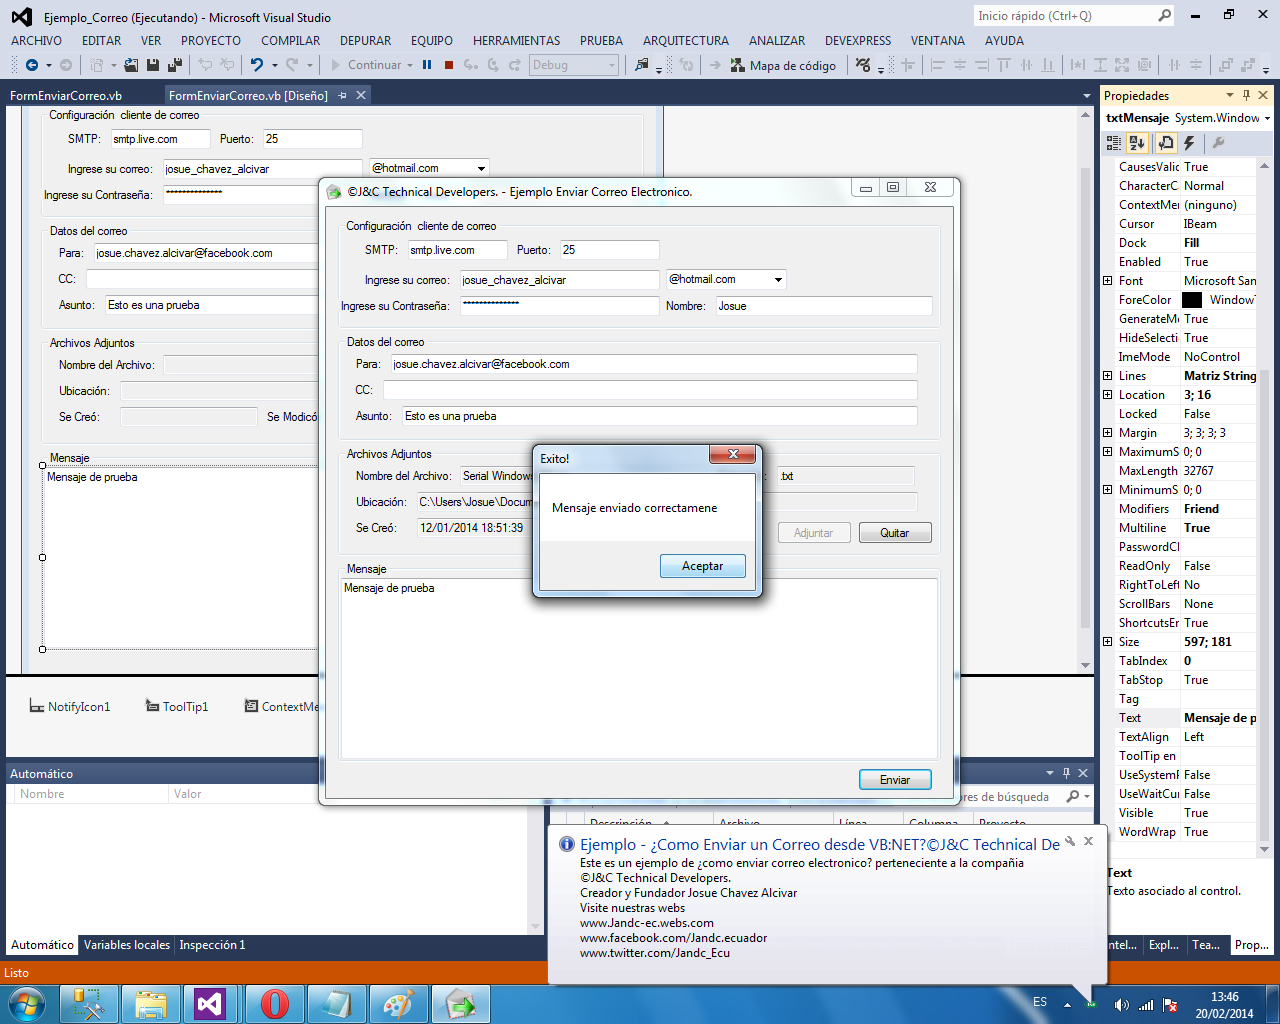 Ejemplo_Correo (Ejecutando) - Microsoft Visual Studio
Inicio rápido (Ctrl+Q)
ARCHIVO EDITAR VER PROYECTO COMPILAR DEPURAR EQUIPO HERRAMIENTAS PRUEBA ARQUITECTURA ANALIZAR DEVEXPRESS VENTANA AYUDA
Continuar Debug Mapa de código
FormEnviarCorreo.vb FormEnviarCorreo.vb [Diseño]
Configuración cliente de correo
SMTP: smtp.live.com Puerto: 25
Ingrese su correo: josue_chavez_alcivar @hotmail.com
Ingrese su Contraseña: **************
Datos del correo
Para: josue.chavez.alcivar@facebook.com
CC:
Asunto: Esto es una prueba
Archivos Adjuntos
Nombre del Archivo:
Ubicación:
Se Creó: Se Modicó
Mensaje
Mensaje de prueba
NotifyIcon1 ToolTip1 ContextMe
©J&C Technical Developers. - Ejemplo Enviar Correo Electronico.
Configuración cliente de correo
SMTP: smtp.live.com Puerto: 25
Ingrese su correo: josue_chavez_alcivar @hotmail.com
Ingrese su Contraseña: ************** Nombre: Josue
Datos del correo
Para: josue.chavez.alcivar@facebook.com
CC:
Asunto: Esto es una prueba
Archivos Adjuntos
Nombre del Archivo: Serial Window : .txt
Ubicación: C:\Users\Josue\Docum
Se Creó: 12/01/2014 18:51:39 Adjuntar Quitar
Mensaje
Mensaje de prueba
Enviar
Exito!
Mensaje enviado correctamene
Aceptar
Propiedades
txtMensaje System.Window
CausesValic True
CharacterC Normal
ContextMer (ninguno)
Cursor IBeam
Dock Fill
Enabled True
Font Microsoft San
ForeColor WindowT
GenerateMe True
HideSelecti True
ImeMode NoControl
Lines Matriz String
Location 3; 16
Locked False
Margin 3; 3; 3; 3
MaximumS 0; 0
MaxLength 32767
MinimumS 0; 0
Modifiers Friend
Multiline True
PasswordCl
ReadOnly False
RightToLeft No
ScrollBars None
ShortcutsEr True
Size 597; 181
TabIndex 0
TabStop True
Tag
Text Mensaje de p
TextAlign Left
ToolTip en
UseSystemF False
UseWaitCur False
Visible True
WordWrap True
Text
Texto asociado al control.
Automático
Nombre Valor
Automático Variables locales Inspección 1
ores de búsqueda
Descripción Archivo Línea Columna Proyecto
Ejemplo - ¿Como Enviar un Correo desde VB:NET?©J&C Technical De
Este es un ejemplo de ¿como enviar correo electronico? perteneciente a la compañia
©J&C Technical Developers.
Creador y Fundador Josue Chavez Alcivar
Visite nuestras webs
www.Jandc-ec.webs.com
www.facebook.com/Jandc.ecuador
www.twitter.com/Jandc_Ecu
ntel... Expl... Tea... Prop...
Listo
ES
13:46
20/02/2014